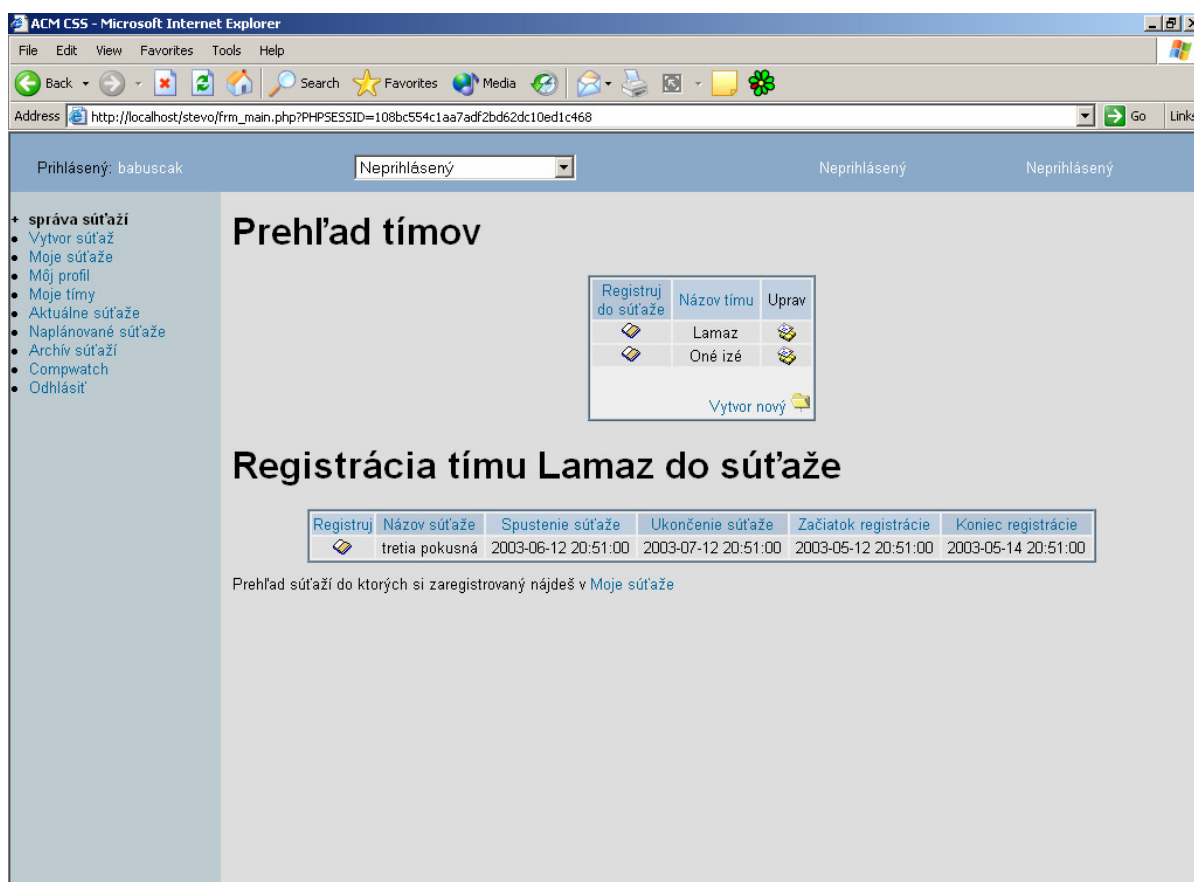 ACM CSS - Microsoft Internet Explorer
File Edit View Favorites Tools Help
Back Search Favorites Media
Address http://localhost/stevo/frm_main.php?PHPSESSID=108bc554c1aa7adf2bd62dc10ed1c468 Go Links
Prihlásený: babuscak Neprihlásený Neprihlásený Neprihlásený
+ správa súťaží
• Vytvor súťaž
• Moje súťaže
• Môj profil
• Moje tímy
• Aktuálne súťaže
• Naplánované súťaže
• Archív súťaží
• Compwatch
• Odhlásiť
Prehľad tímov
Registruj do súťaže Názov tímu Uprav
Lamaz
Oné izé
Vytvor nový
Registrácia tímu Lamaz do súťaže
Registruj Názov súťaže Spustenie súťaže Ukončenie súťaže Začiatok registrácie Koniec registrácie
tretia pokusná 2003-06-12 20:51:00 2003-07-12 20:51:00 2003-05-12 20:51:00 2003-05-14 20:51:00
Prehľad súťaží do ktorých si zaregistrovaný nájdeš v Moje súťaže